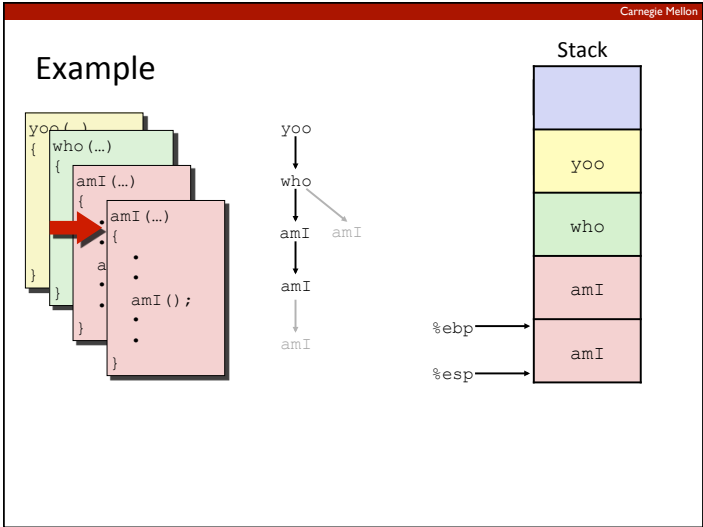 Carnegie Mellon
Example
Stack
yoo(…)
{
}
who(…)
{
}
amI(…)
{
•
•
a
•
•
}
amI(…)
{
•
•
amI();
•
•
}
yoo
who
amI amI
amI
amI
yoo
who
amI
amI
%ebp
%esp